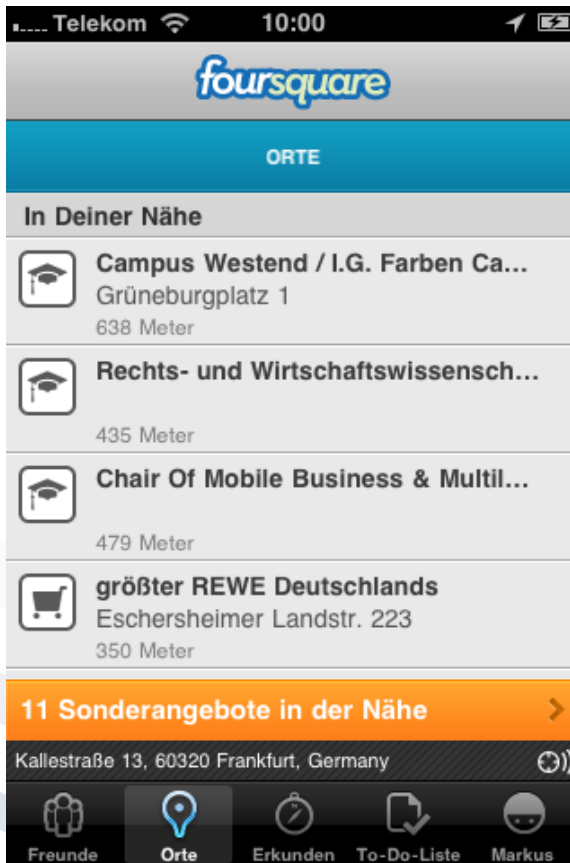 Telekom 10:00
foursquare
ORTE
In Deiner Nähe
Campus Westend / I.G. Farben Ca...
Grüneburgplatz 1
638 Meter
Rechts- und Wirtschaftswissensch...
435 Meter
Chair Of Mobile Business & Multil...
479 Meter
größter REWE Deutschlands
Eschersheimer Landstr. 223
350 Meter
11 Sonderangebote in der Nähe
Kallestraße 13, 60320 Frankfurt, Germany
Freunde Orte Erkunden To-Do-Liste Markus